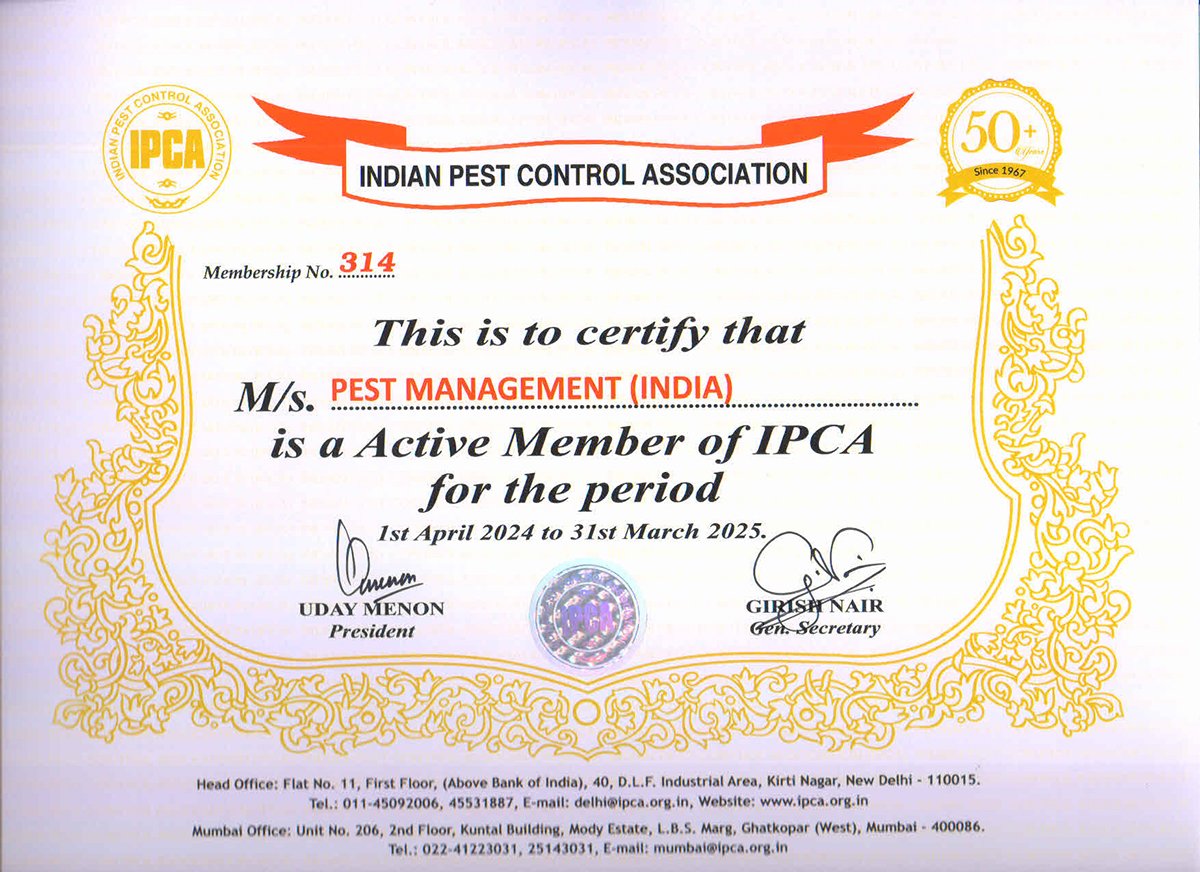 INDIAN PEST CONTROL ASSOCIATION
IPCA
INDIAN PEST CONTROL ASSOCIATION
50+
Years
Since 1967
Membership No. 314
This is to certify that
M/s. PEST MANAGEMENT (INDIA)
is a Active Member of IPCA
for the period
1st April 2024 to 31st March 2025.
UDAY MENON
President
IPCA
GIRISH NAIR
Gen. Secretary
Head Office: Flat No. 11, First Floor, (Above Bank of India), 40, D.L.F. Industrial Area, Kirti Nagar, New Delhi - 110015.
Tel.: 011-45092006, 45531887, E-mail: delhi@ipca.org.in, Website: www.ipca.org.in
Mumbai Office: Unit No. 206, 2nd Floor, Kuntal Building, Mody Estate, L.B.S. Marg, Ghatkopar (West), Mumbai - 400086.
Tel.: 022-41223031, 25143031, E-mail: mumbai@ipca.org.in